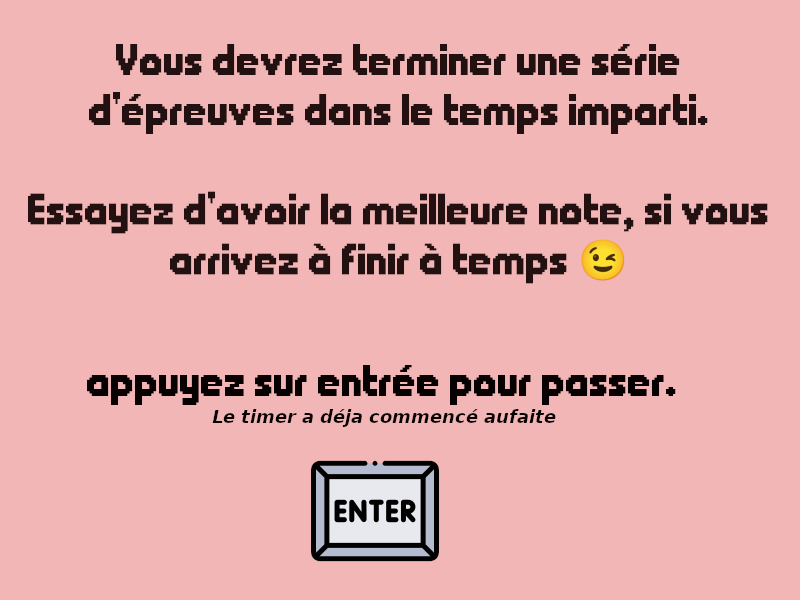 Vous devrez terminer une série
d'épreuves dans le temps imparti.
Essayez d'avoir la meilleure note, si vous
arrivez à finir à temps 😉
appuyez sur entrée pour passer.
Le timer a déja commencé aufaite
ENTER